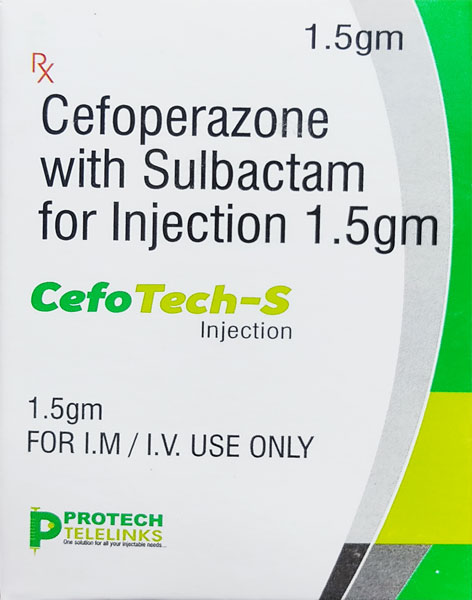 1.5gm
Rx
Cefoperazone
with Sulbactam
for Injection 1.5gm
CefoTech-S
Injection
1.5gm
FOR I.M / I.V. USE ONLY
PROTECH
TELELINKS
One solution for all your injectable needs...